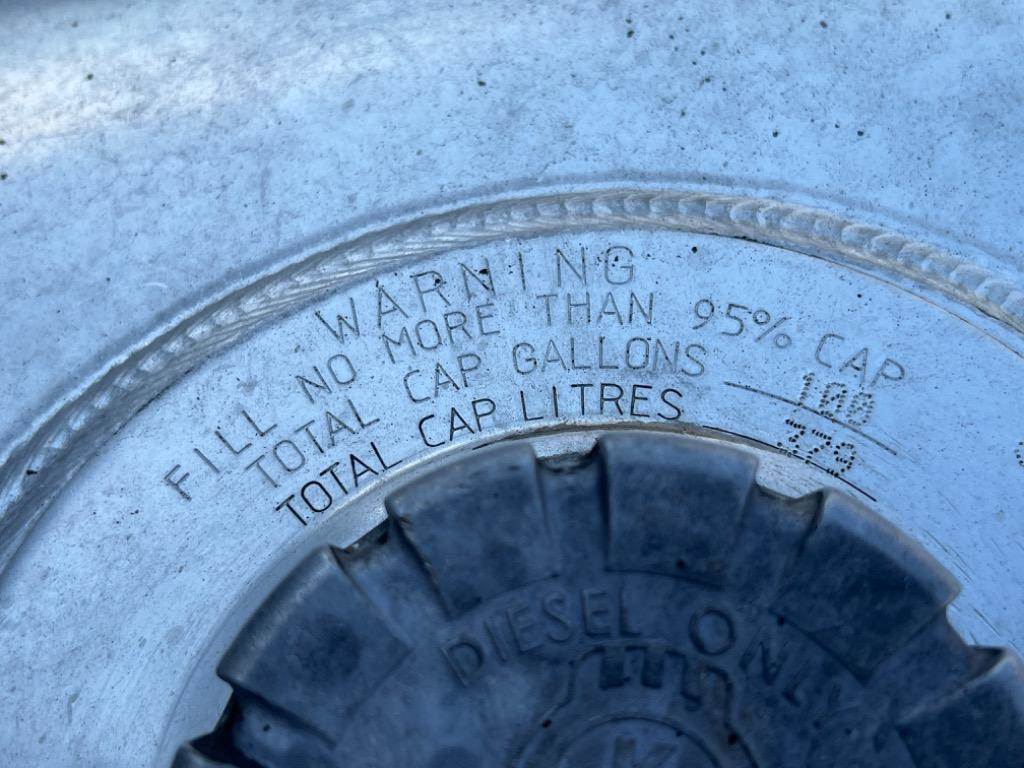 WARNING
FILL NO MORE THAN 95% CAP
TOTAL CAP GALLONS 100
TOTAL CAP LITRES 379
DIESEL ONLY